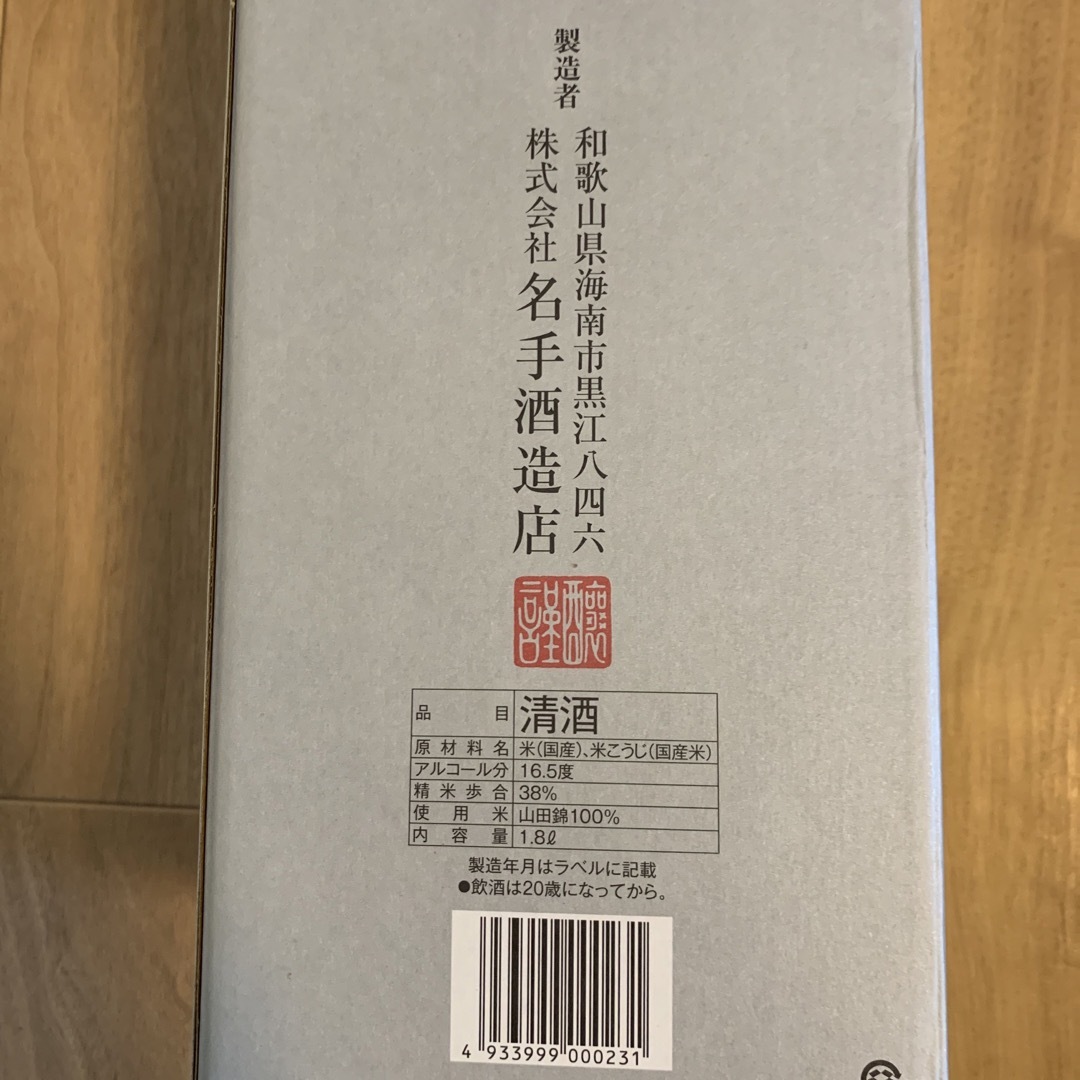 製造者
和歌山県海南市黒江八四六
株式会社 名手酒造店
謹醸
品目 清酒
原材料名 米(国産)、米こうじ(国産米)
アルコール分 16.5度
精米歩合 38%
使用米 山田錦100%
内容量 1.8ℓ
製造年月はラベルに記載
●飲酒は20歳になってから。
4 933999 000231